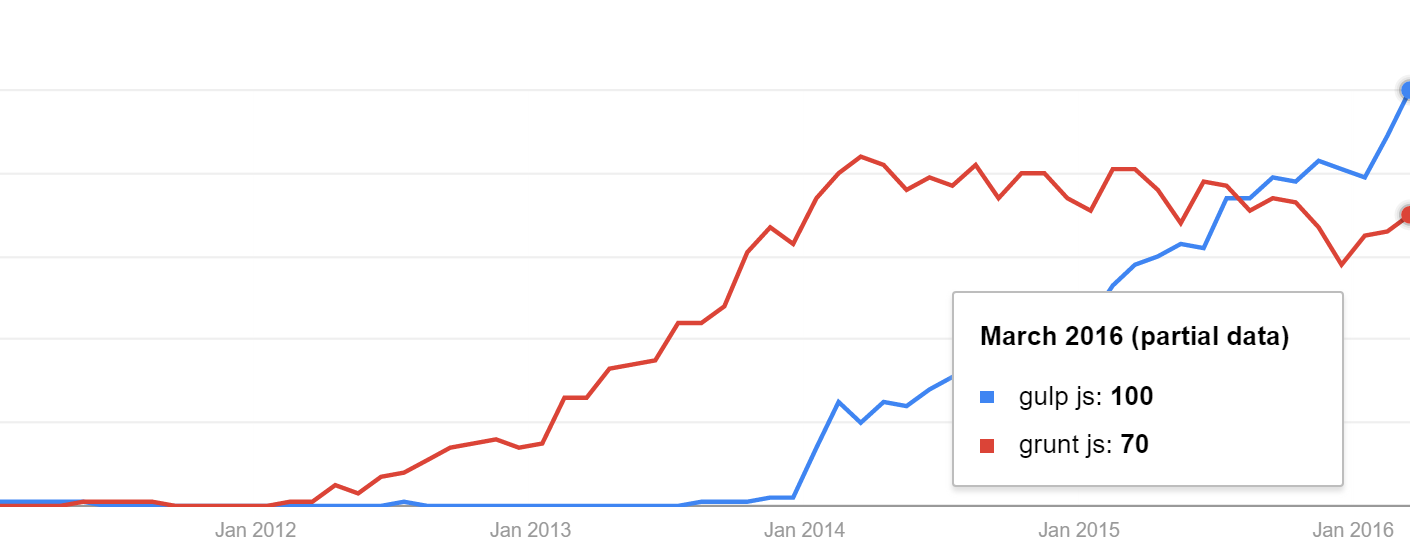 March 2016 (partial data)
gulp js: 100
grunt js: 70
Jan 2012 Jan 2013 Jan 2014 Jan 2015 Jan 2016